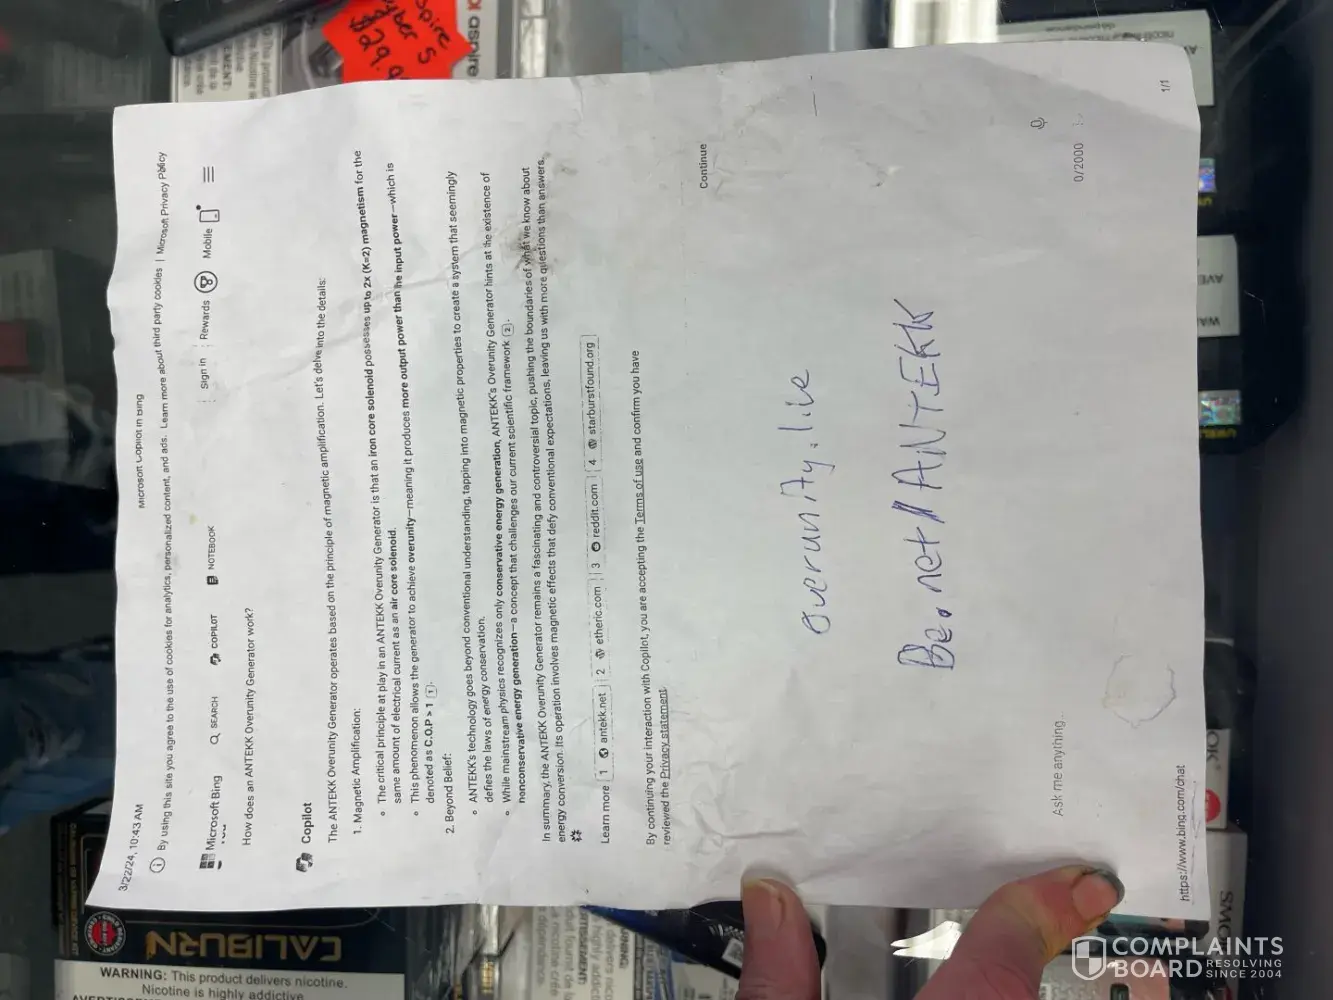 3/22/24, 10:43 AM
Microsoft Copilot in Bing
By using this site you agree to the use of cookies for analytics, personalized content, and ads. Learn more about third party cookies | Microsoft Privacy Policy
Microsoft Bing
SEARCH
COPILOT
NOTEBOOK
Sign in
Rewards
Mobile
How does an ANTEKK Overunity Generator work?
Copilot
The ANTEKK Overunity Generator operates based on the principle of magnetic amplification. Let's delve into the details:
1. Magnetic Amplification:
The critical principle at play in an ANTEKK Overunity Generator is that an iron core solenoid possesses up to 2x (K=2) magnetism for the
same amount of electrical current as an air core solenoid.
This phenomenon allows the generator to achieve overunity—meaning it produces more output power than the input power—which is
denoted as C.O.P > 1 1.
2. Beyond Belief:
ANTEKK's technology goes beyond conventional understanding, tapping into magnetic properties to create a system that seemingly
defies the laws of energy conservation.
While mainstream physics recognizes only conservative energy generation, ANTEKK's Overunity Generator hints at the existence of
nonconservative energy generation—a concept that challenges our current scientific framework 2.
In summary, the ANTEKK Overunity Generator remains a fascinating and controversial topic, pushing the boundaries of what we know about
energy conversion. Its operation involves magnetic effects that defy conventional expectations, leaving us with more questions than answers.
Learn more 1 antekk.net 2 etheric.com 3 reddit.com 4 starburstfound.org
By continuing your interaction with Copilot, you are accepting the Terms of use and confirm you have
reviewed the Privacy statement
Continue
overunity.live
Be.net/ANTEKK
Ask me anything...
0/2000
https://www.bing.com/chat
1/1
spire
yber S
$29.9
aspire
CALIBURN
WARNING: This product delivers nicotine.
Nicotine is highly addictive
SMO
OK
COMPLAINTS
BOARD
RESOLVING
SINCE 2004